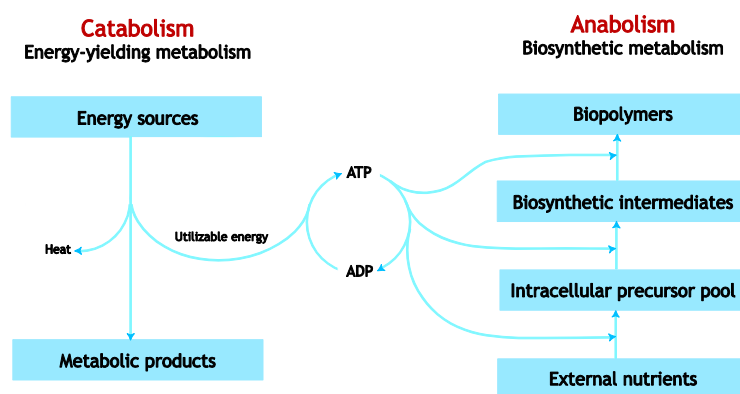 Catabolism
Energy-yielding metabolism
Anabolism
Biosynthetic metabolism
Energy sources
Biopolymers
ATP
Biosynthetic intermediates
Utilizable energy
Heat
ADP
Intracellular precursor pool
Metabolic products
External nutrients